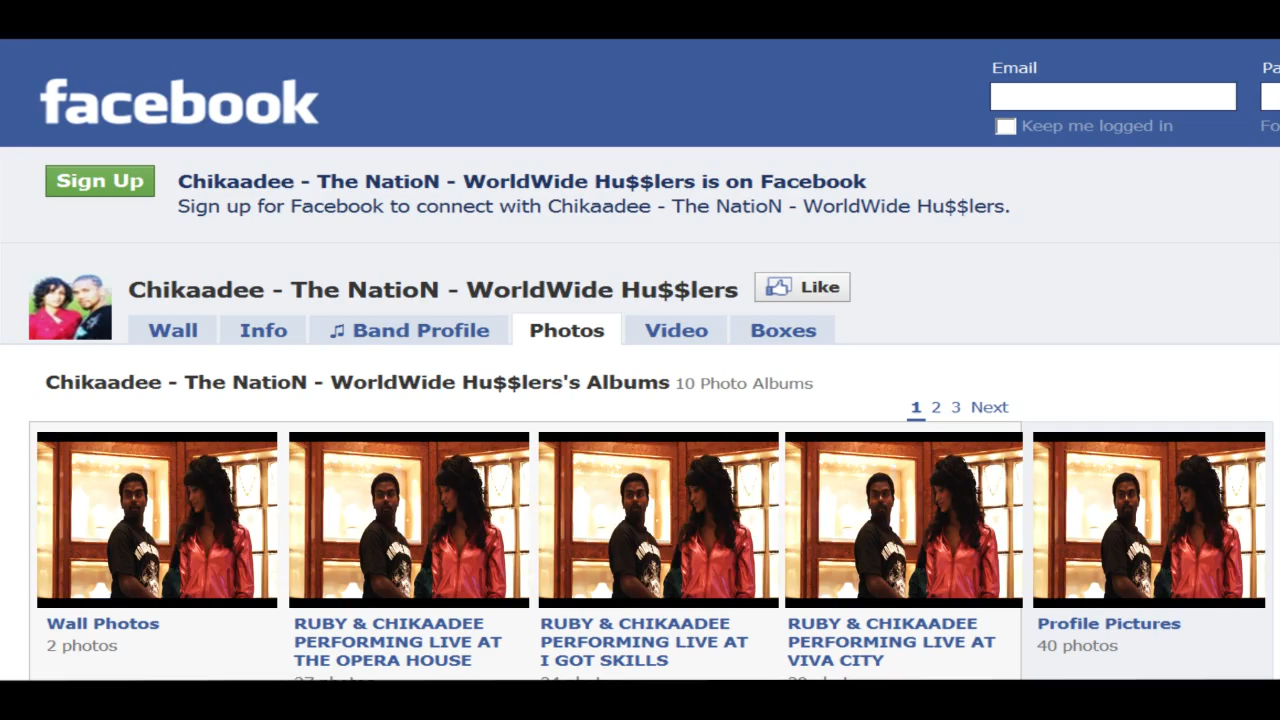 Email
Pa
facebook
Keep me logged in
Fo
Sign Up
Chikaadee - The NatioN - WorldWide Hu$$lers is on Facebook
Sign up for Facebook to connect with Chikaadee - The NatioN - WorldWide Hu$$lers.
Chikaadee - The NatioN - WorldWide Hu$$lers
Like
Wall Info Band Profile Photos Video Boxes
Chikaadee - The NatioN - WorldWide Hu$$lers's Albums 10 Photo Albums
1 2 3 Next
Wall Photos
2 photos
RUBY & CHIKAADEE
PERFORMING LIVE AT
THE OPERA HOUSE
RUBY & CHIKAADEE
PERFORMING LIVE AT
I GOT SKILLS
RUBY & CHIKAADEE
PERFORMING LIVE AT
VIVA CITY
Profile Pictures
40 photos